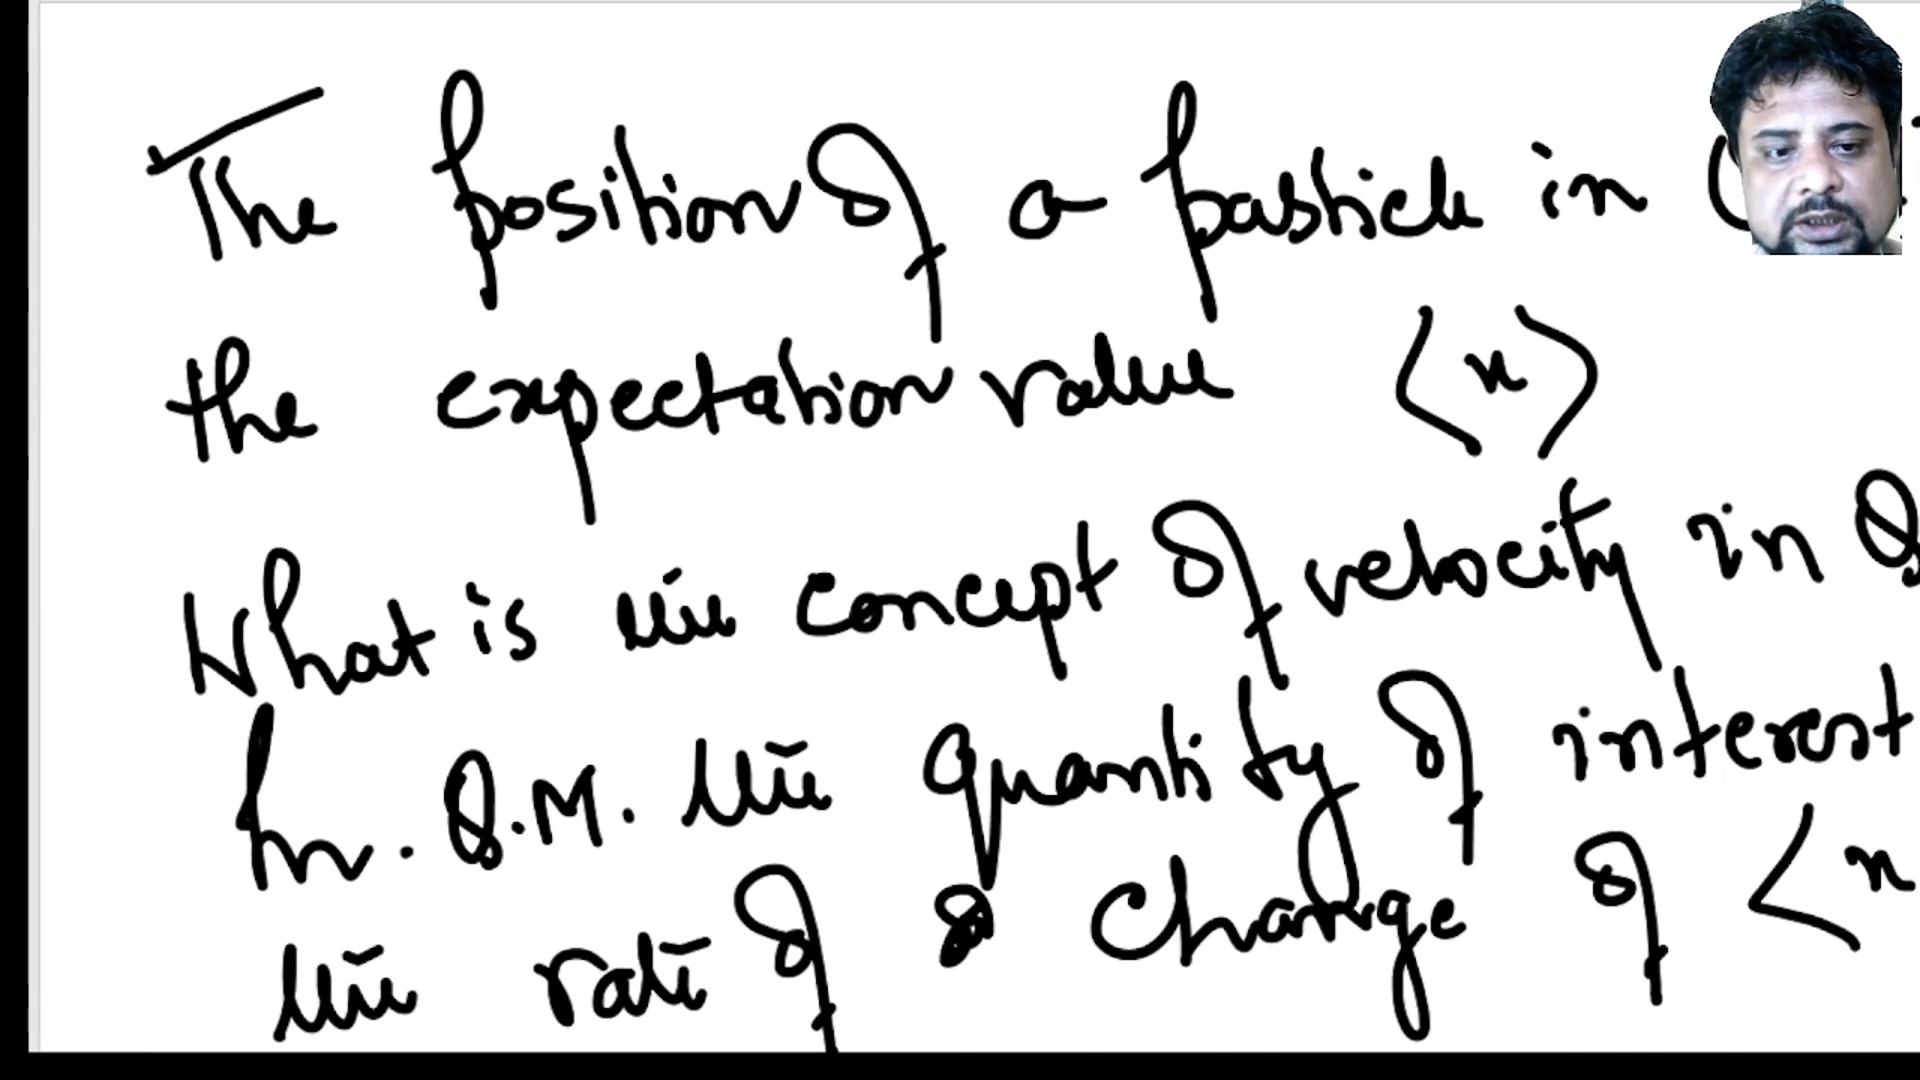 The position of a particle in
the expectation value ⟨x⟩
What is the concept of velocity in Q
In. Q.M. the quantity of interest
the rate of change of ⟨x